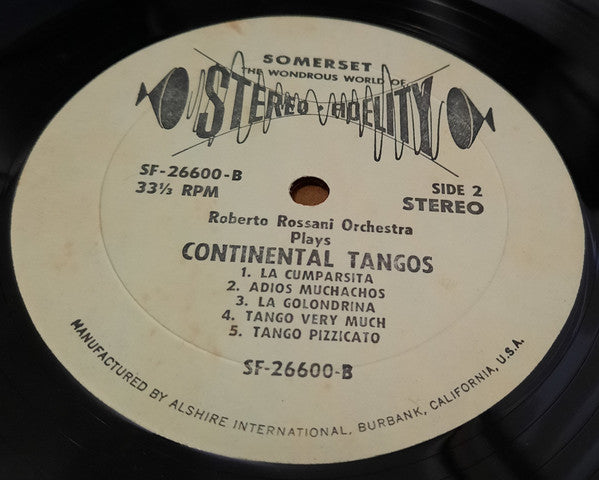 SOMERSET
THE WONDROUS WORLD OF
STEREO - FIDELITY
SF-26600-B
33⅓ RPM
SIDE 2
STEREO
Roberto Rossani Orchestra
Plays
CONTINENTAL TANGOS
1. LA CUMPARSITA
2. ADIOS MUCHACHOS
3. LA GOLONDRINA
4. TANGO VERY MUCH
5. TANGO PIZZICATO
SF-26600-B
MANUFACTURED BY ALSHIRE INTERNATIONAL, BURBANK, CALIFORNIA, U.S.A.